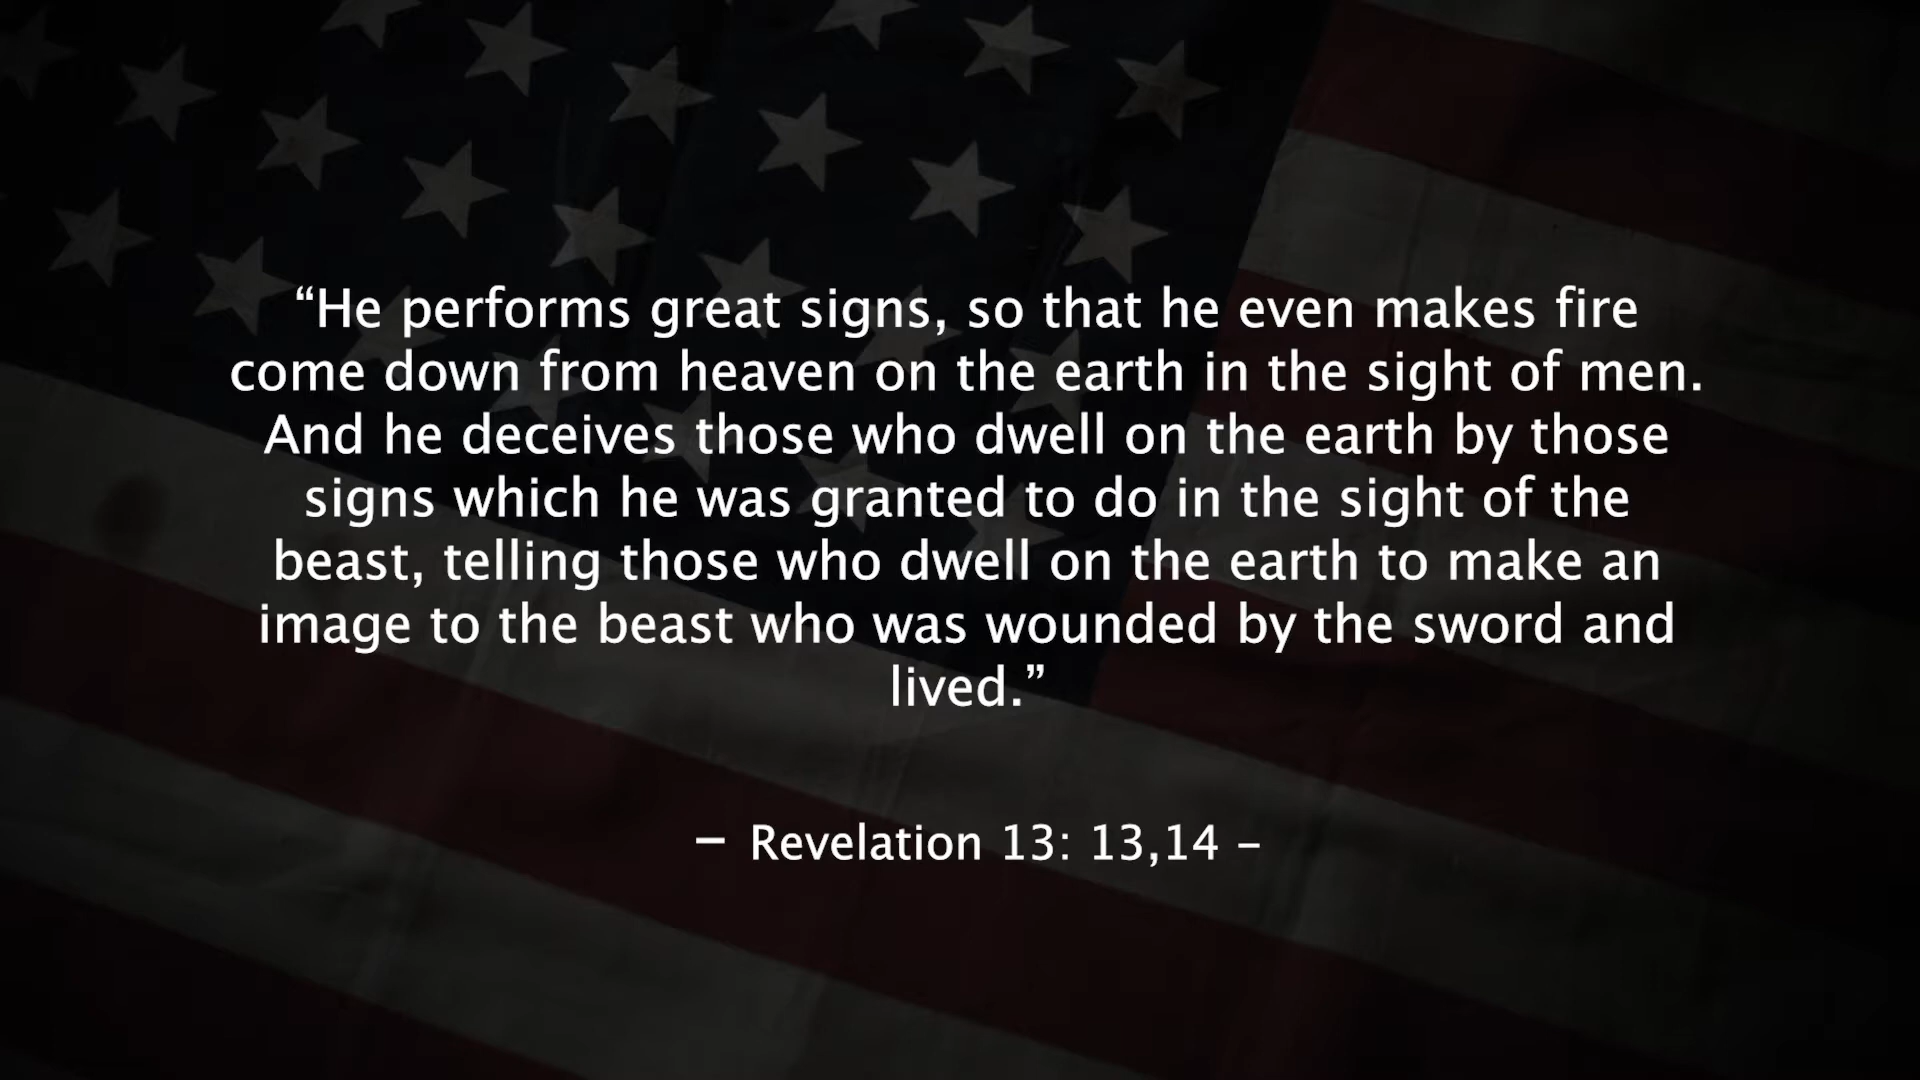 “He performs great signs, so that he even makes fire
come down from heaven on the earth in the sight of men.
And he deceives those who dwell on the earth by those
signs which he was granted to do in the sight of the
beast, telling those who dwell on the earth to make an
image to the beast who was wounded by the sword and
lived.”
– Revelation 13: 13,14 –